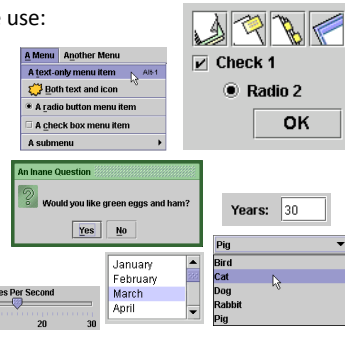 use:
A Menu Another Menu
A text-only menu item Alt-1
Both text and icon
A radio button menu item
A check box menu item
A submenu
Check 1
Radio 2
OK
An Inane Question
Would you like green eggs and ham?
Yes No
Years: 30
January
February
March
April
Pig
Bird
Cat
Dog
Rabbit
Pig
Per Second
20 30